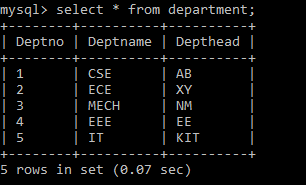 mysql> select * from department;
+--------+----------+----------+
| Deptno | Deptname | Depthead |
+--------+----------+----------+
| 1      | CSE      | AB       |
| 2      | ECE      | XY       |
| 3      | MECH     | NM       |
| 4      | EEE      | EE       |
| 5      | IT       | KIT      |
+--------+----------+----------+
5 rows in set (0.07 sec)